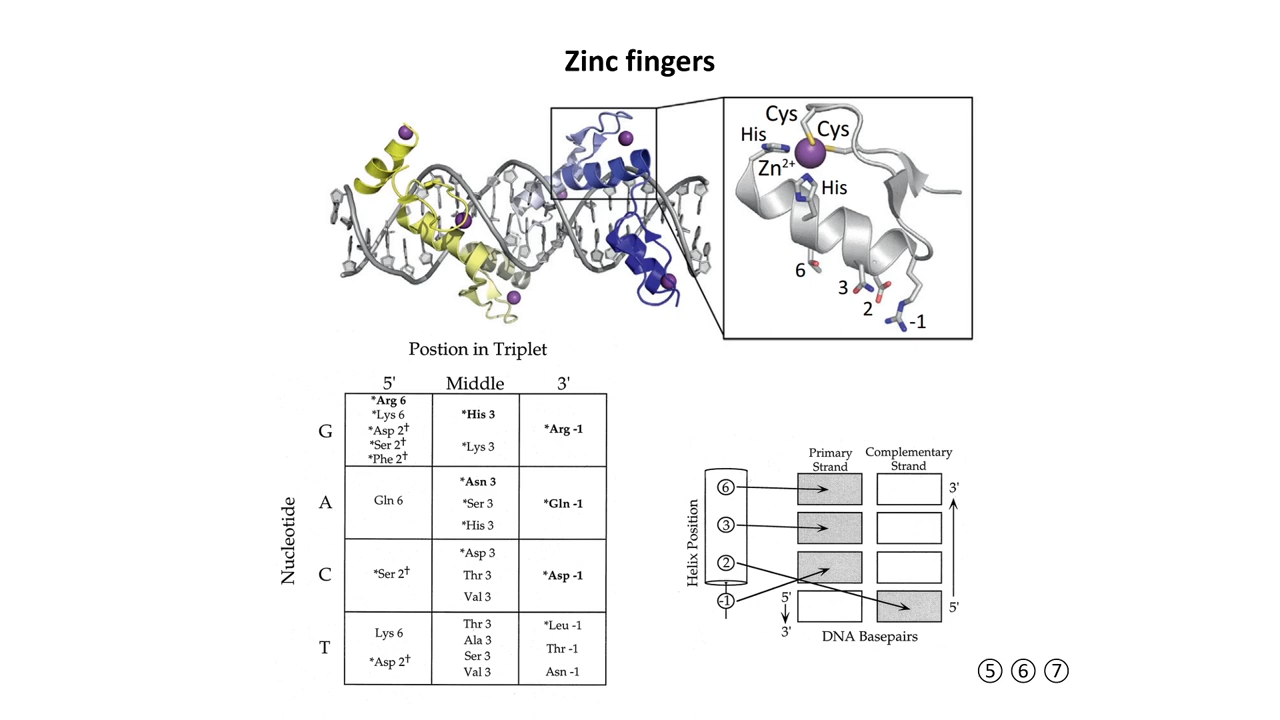 Zinc fingers
Cys
Cys
His
Zn²⁺
His
6
3
2
-1
Postion in Triplet
5' Middle 3'
Nucleotide
G
*Arg 6
*Lys 6
*Asp 2†
*Ser 2†
*Phe 2†
*His 3
*Lys 3
*Arg -1
A
Gln 6
*Asn 3
*Ser 3
*His 3
*Gln -1
C
*Ser 2†
*Asp 3
Thr 3
Val 3
*Asp -1
T
Lys 6
*Asp 2†
Thr 3
Ala 3
Ser 3
Val 3
*Leu -1
Thr -1
Asn -1
Primary
Strand
Complementary
Strand
Helix Position
6
3
2
-1
5'
3'
3'
5'
DNA Basepairs
⑤ ⑥ ⑦